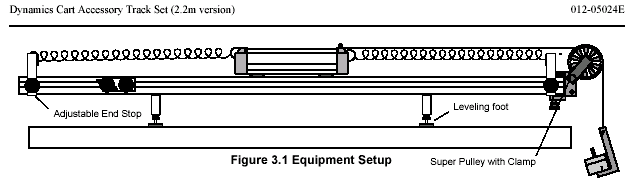 Dynamics Cart Accessory Track Set (2.2m version) 012-05024E
Adjustable End Stop
Leveling foot
Figure 3.1 Equipment Setup
Super Pulley with Clamp